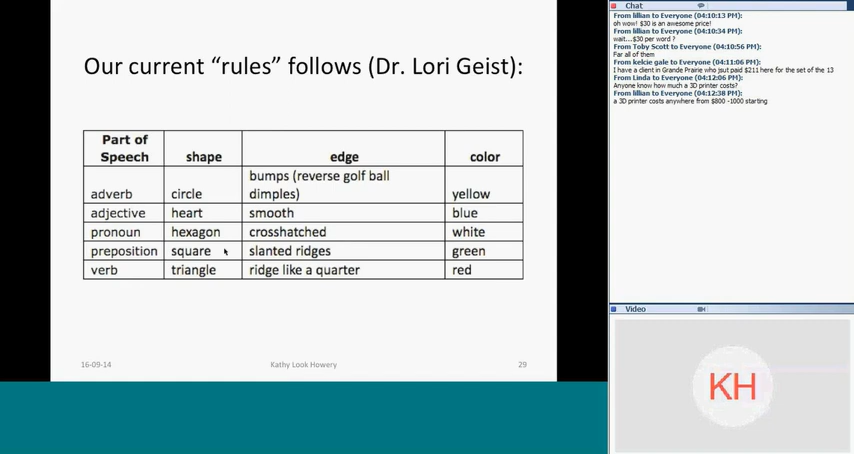 Our current “rules” follows (Dr. Lori Geist):
Part of
Speech shape edge color
bumps (reverse golf ball
adverb circle dimples) yellow
adjective heart smooth blue
pronoun hexagon crosshatched white
preposition square slanted ridges green
verb triangle ridge like a quarter red
16-09-14 Kathy Look Howery 29
Chat
From lillian to Everyone (04:10:13 PM):
oh wow! $30 is an awesome price!
From lillian to Everyone (04:10:34 PM):
wait...$30 per word ?
From Toby Scott to Everyone (04:10:56 PM):
Far all of them
From kelcie gale to Everyone (04:11:06 PM):
I have a client in Grande Prairie who jsut paid $211 here for the set of the 13
From Linda to Everyone (04:12:06 PM):
Anyone know how much a 3D printer costs?
From lillian to Everyone (04:12:38 PM):
a 3D printer costs anywhere from $800 -1000 starting
Video
KH